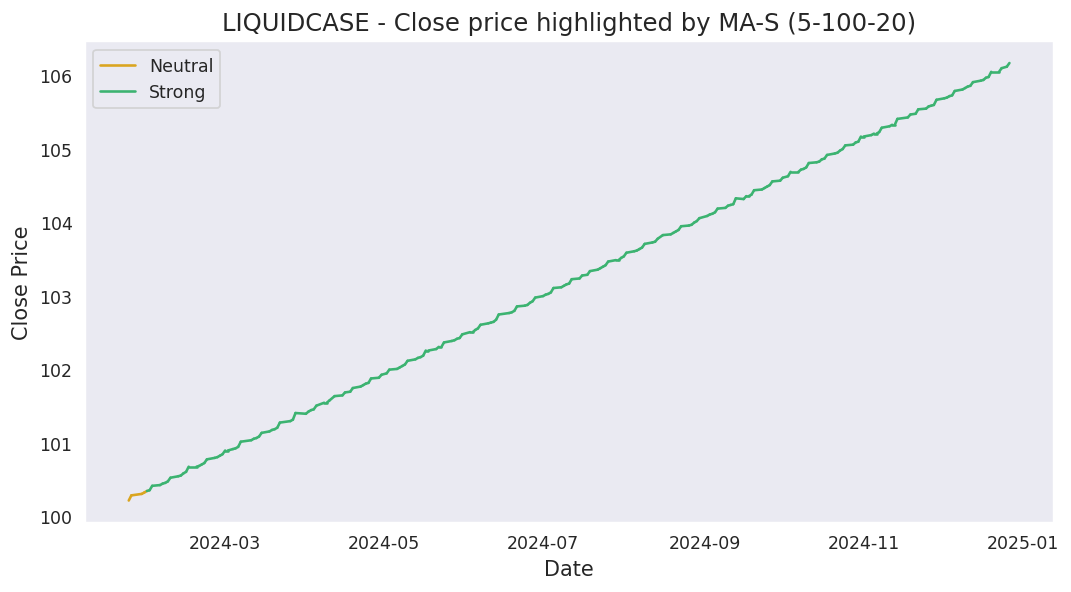 LIQUIDCASE - Close price highlighted by MA-S (5-100-20)
Neutral
Strong
Close Price
106
105
104
103
102
101
100
2024-03 2024-05 2024-07 2024-09 2024-11 2025-01
Date